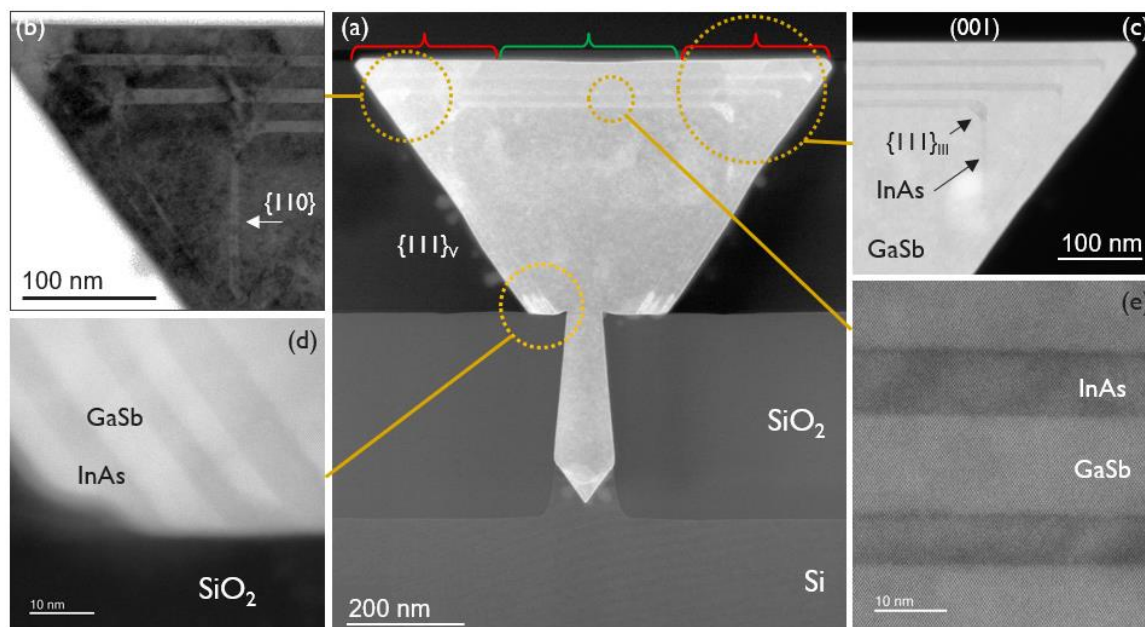 (b)
{110}
100 nm
(a)
{111}V
SiO2
Si
200 nm
(001)
(c)
{111}III
InAs
GaSb
100 nm
(d)
GaSb
InAs
SiO2
10 nm
(e)
InAs
GaSb
10 nm